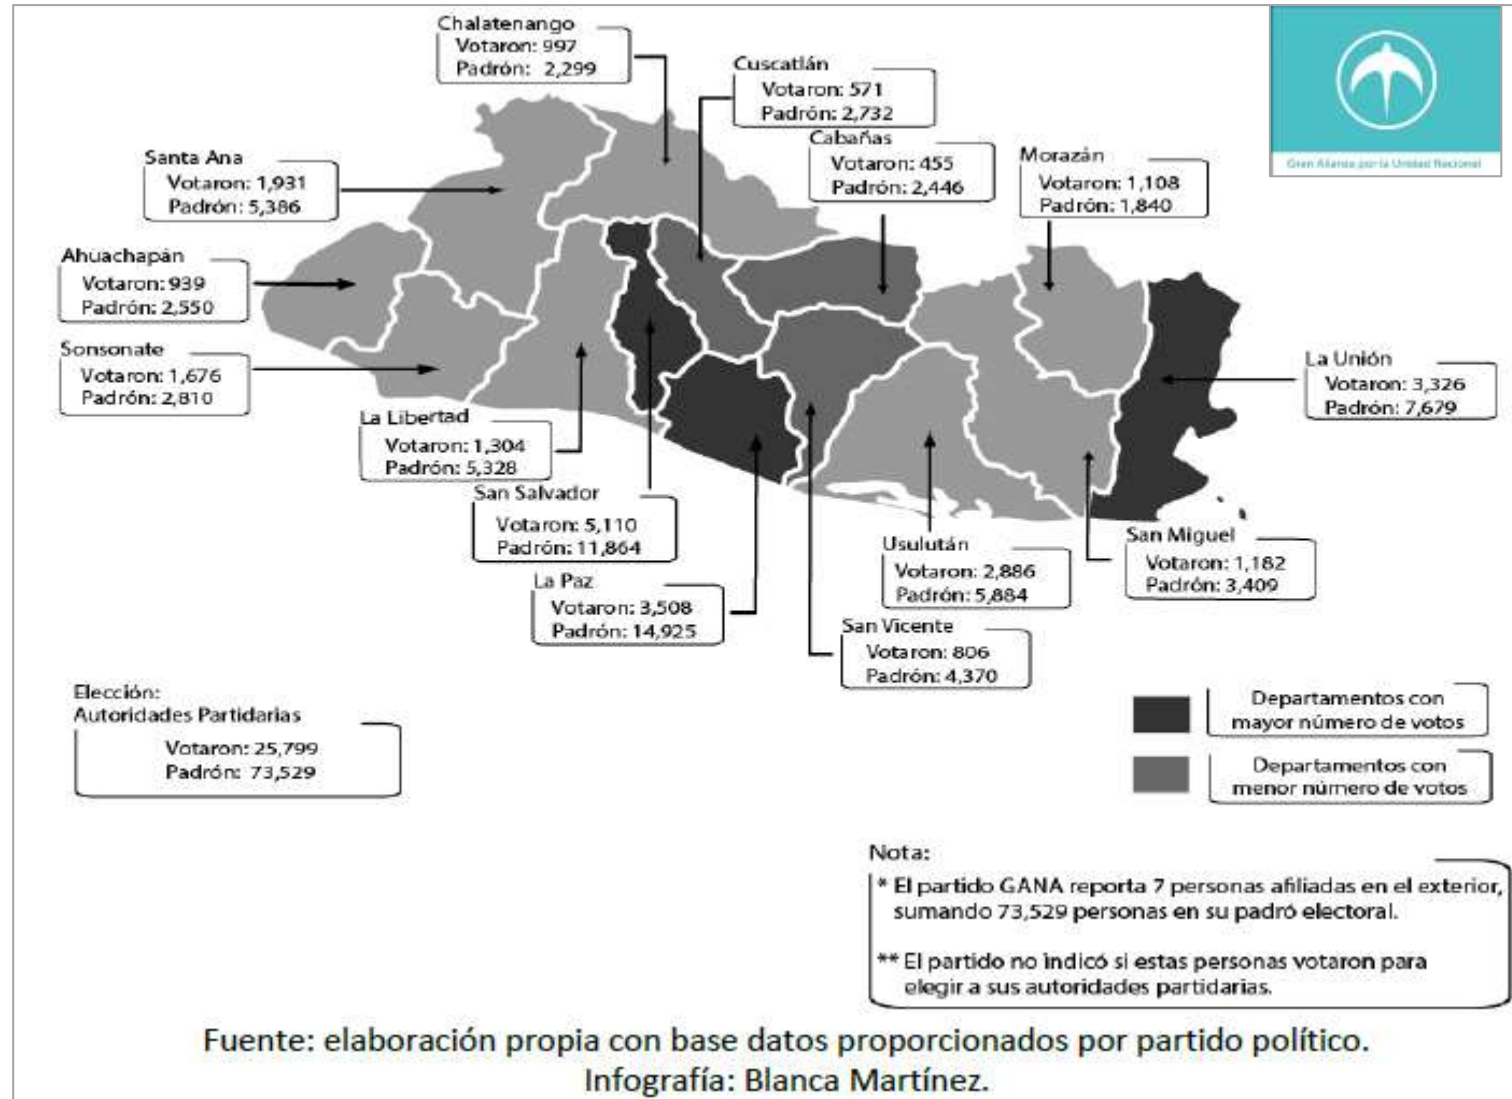 Chalatenango
Votaron: 997
Padrón: 2,299
Cuscatlán
Votaron: 571
Padrón: 2,732
Cabañas
Votaron: 455
Padrón: 2,446
Morazán
Votaron: 1,108
Padrón: 1,840
Gran Alianza por la Unidad Nacional
Santa Ana
Votaron: 1,931
Padrón: 5,386
Ahuachapán
Votaron: 939
Padrón: 2,550
Sonsonate
Votaron: 1,676
Padrón: 2,810
La Unión
Votaron: 3,326
Padrón: 7,679
La Libertad
Votaron: 1,304
Padrón: 5,328
San Salvador
Votaron: 5,110
Padrón: 11,864
La Paz
Votaron: 3,508
Padrón: 14,925
Usulután
Votaron: 2,886
Padrón: 5,884
San Miguel
Votaron: 1,182
Padrón: 3,409
San Vicente
Votaron: 806
Padrón: 4,370
Elección:
Autoridades Partidarias
Votaron: 25,799
Padrón: 73,529
Departamentos con
mayor número de votos
Departamentos con
menor número de votos
Nota:
* El partido GANA reporta 7 personas afiliadas en el exterior,
sumando 73,529 personas en su padró electoral.
** El partido no indicó si estas personas votaron para
elegir a sus autoridades partidarias.
Fuente: elaboración propia con base datos proporcionados por partido político.
Infografía: Blanca Martínez.